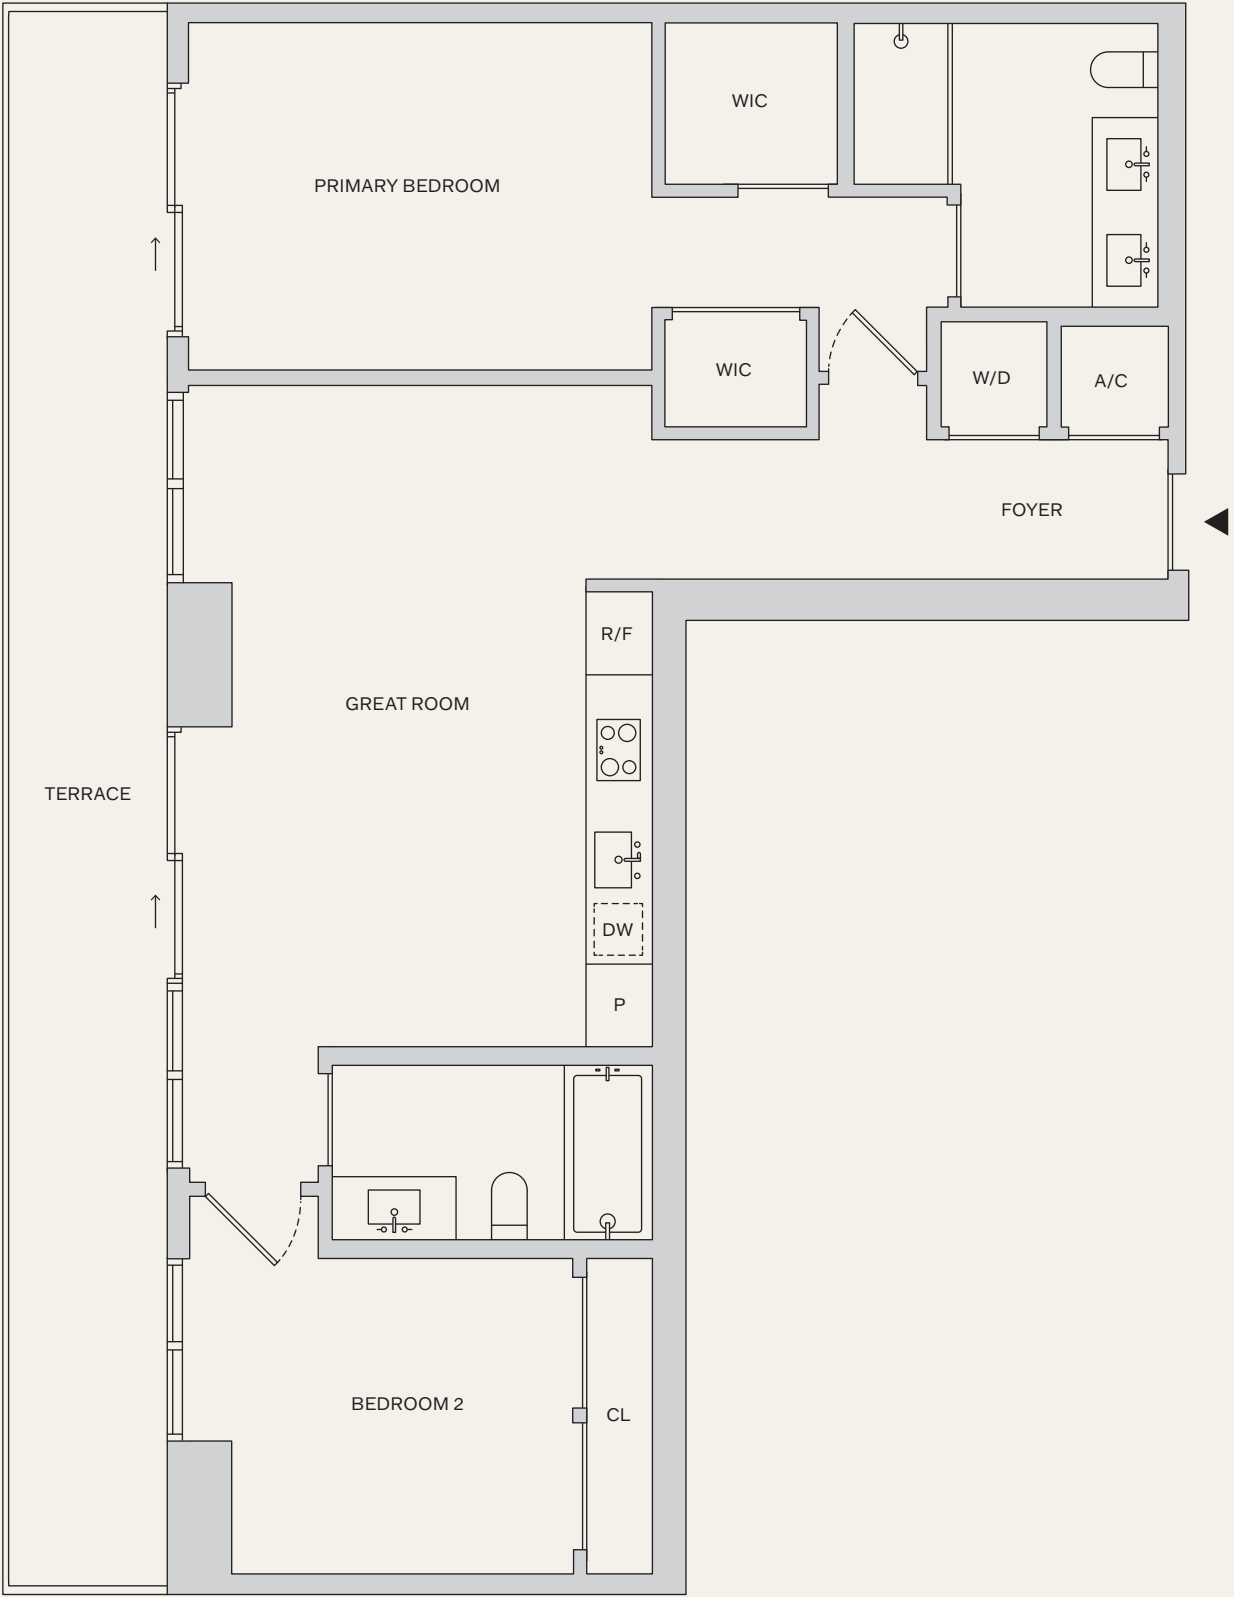 WIC
PRIMARY BEDROOM
WIC
W/D
A/C
FOYER
R/F
GREAT ROOM
TERRACE
DW
P
BEDROOM 2
CL